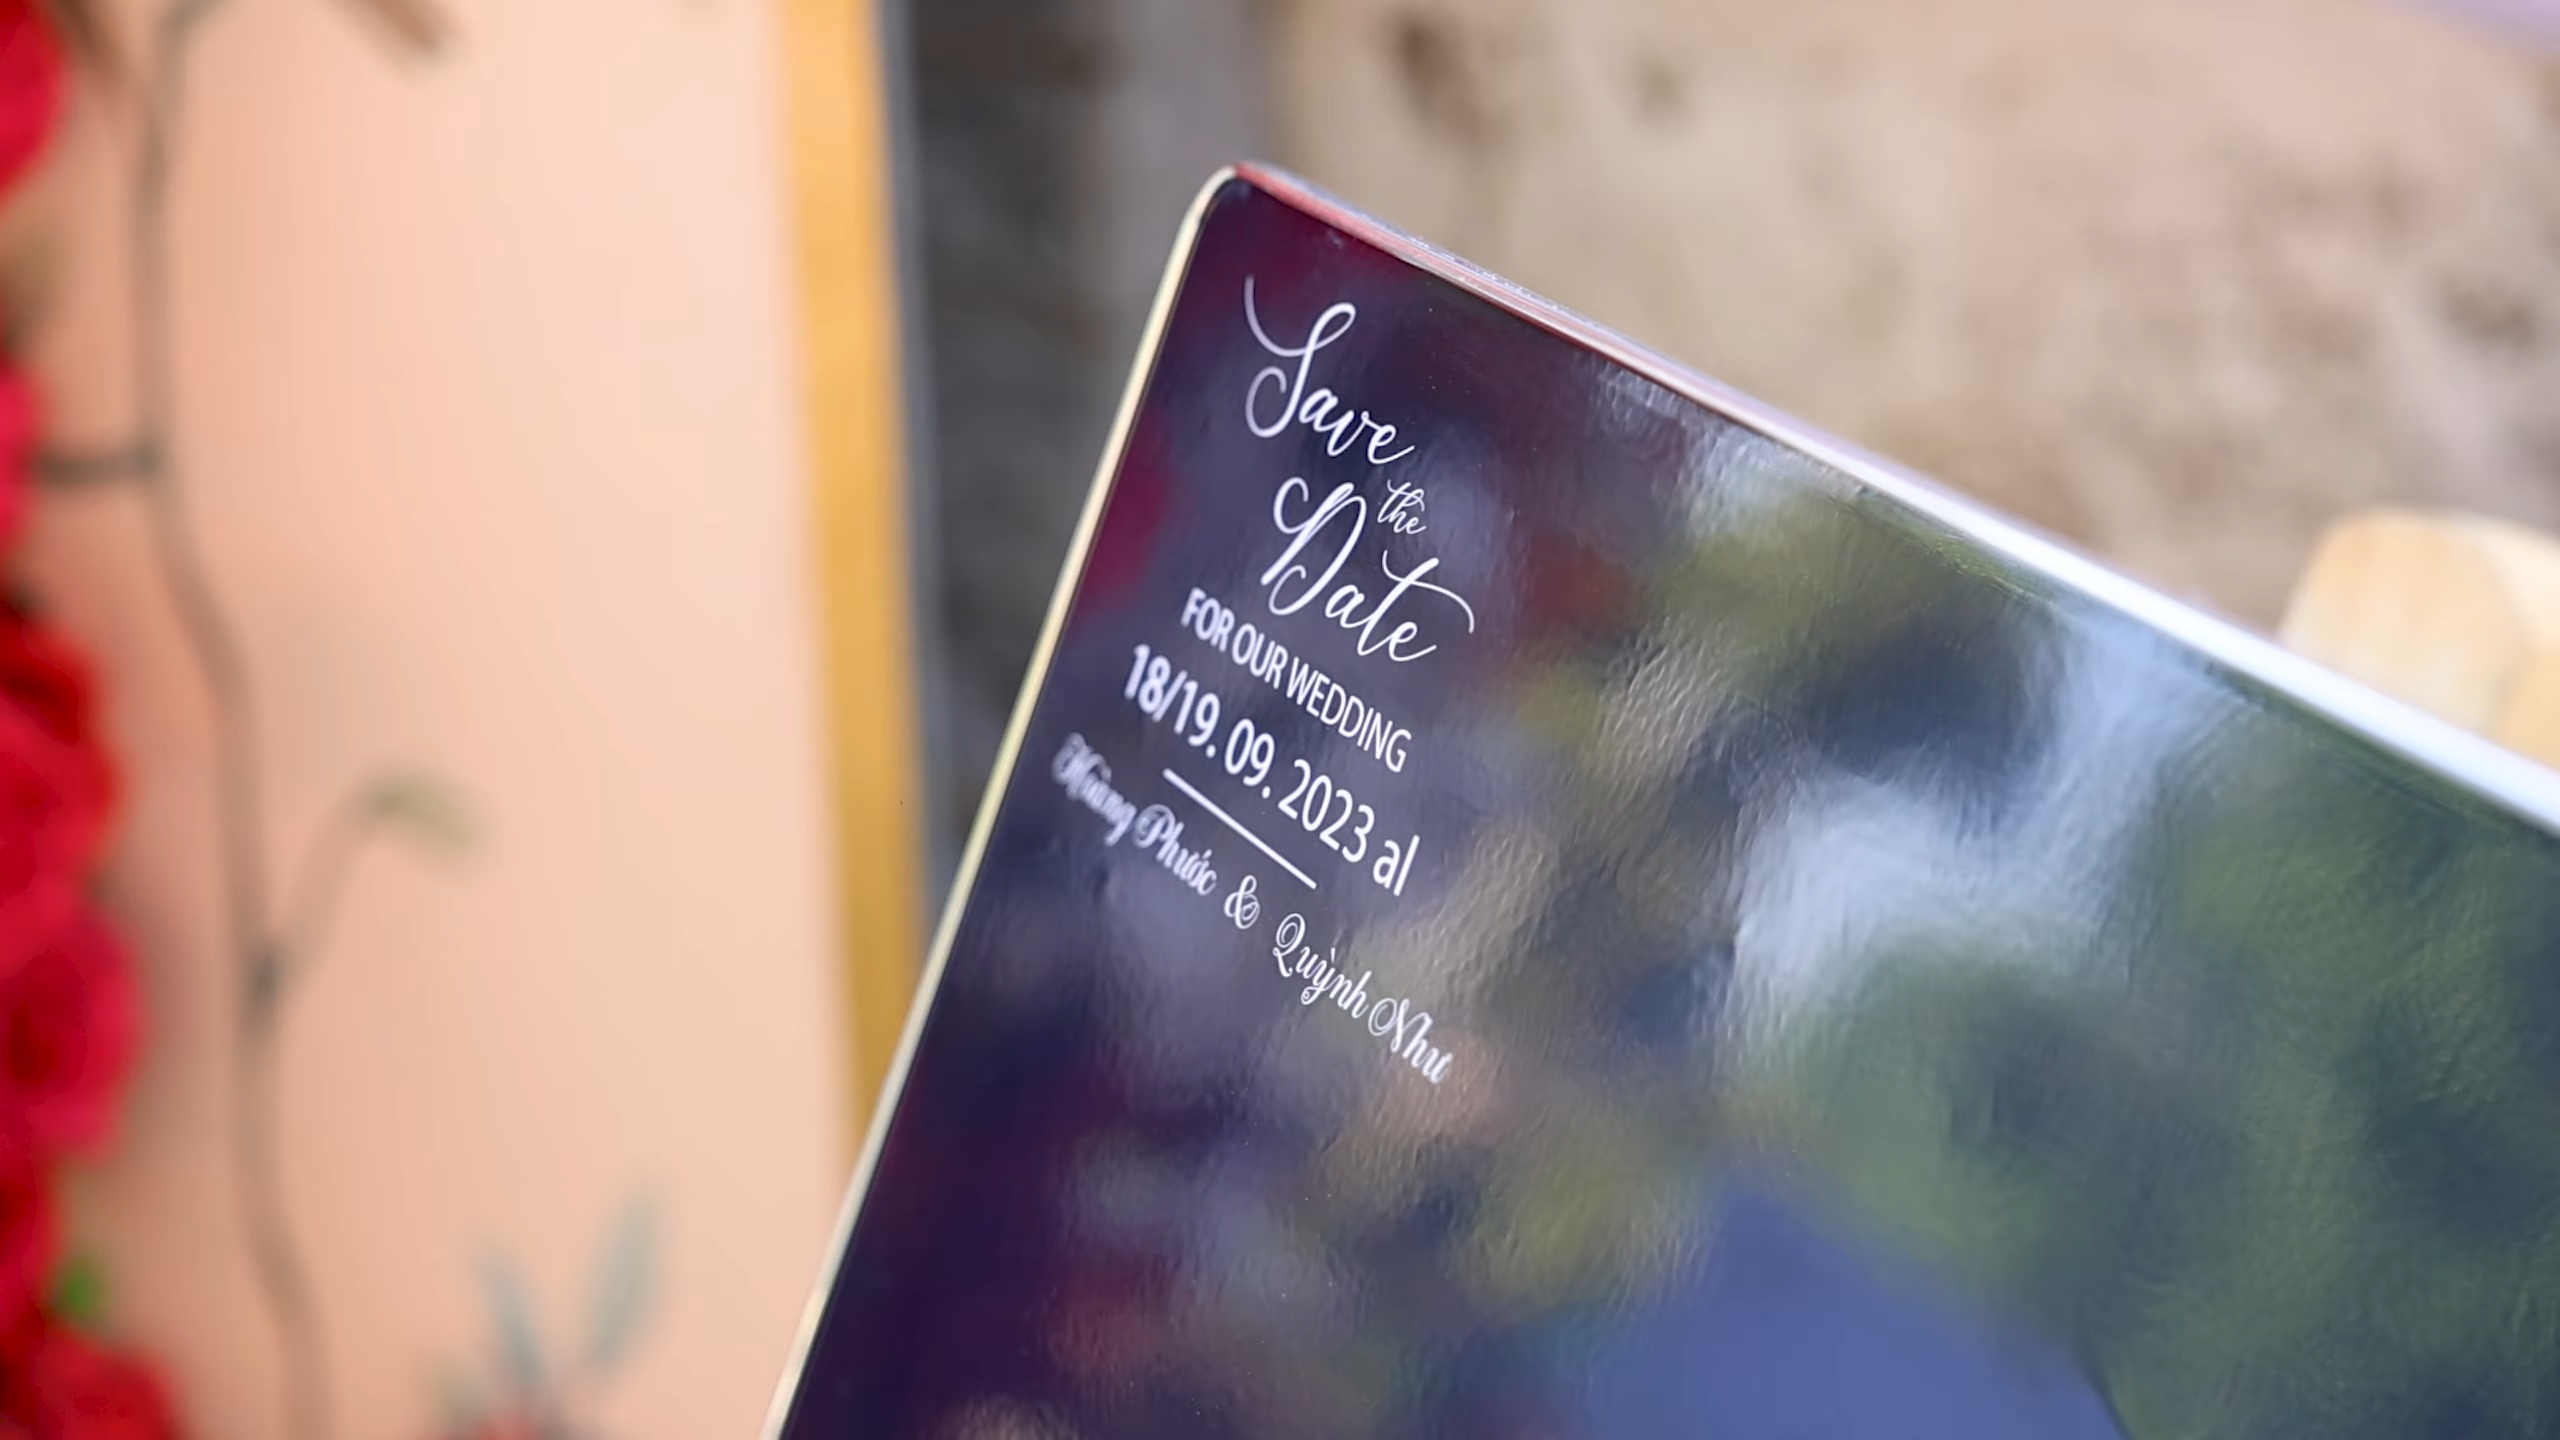 Save
the
Date
FOR OUR WEDDING
18/19.09.2023 al
Hoàng Phước & Quỳnh Như